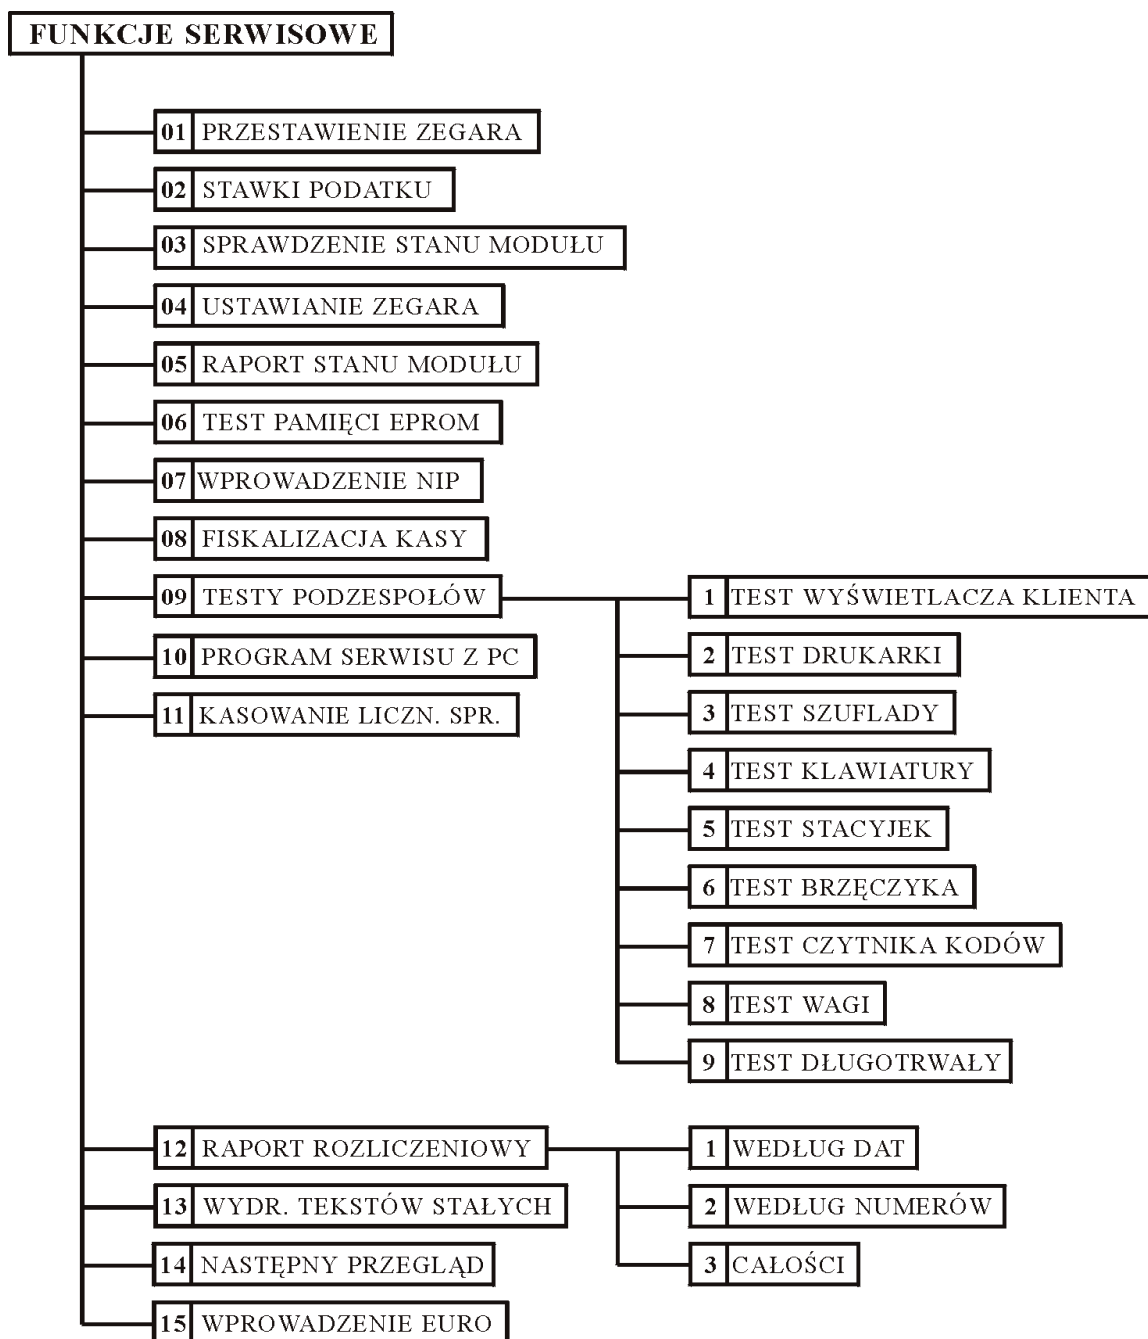 FUNKCJE SERWISOWE
01 PRZESTAWIENIE ZEGARA
02 STAWKI PODATKU
03 SPRAWDZENIE STANU MODUŁU
04 USTAWIANIE ZEGARA
05 RAPORT STANU MODUŁU
06 TEST PAMIĘCI EPROM
07 WPROWADZENIE NIP
08 FISKALIZACJA KASY
09 TESTY PODZESPOŁÓW
1 TEST WYŚWIETLACZA KLIENTA
2 TEST DRUKARKI
3 TEST SZUFLADY
4 TEST KLAWIATURY
5 TEST STACYJEK
6 TEST BRZĘCZYKA
7 TEST CZYTNIKA KODÓW
8 TEST WAGI
9 TEST DŁUGOTRWAŁY
10 PROGRAM SERWISU Z PC
11 KASOWANIE LICZN. SPR.
12 RAPORT ROZLICZENIOWY
1 WEDŁUG DAT
2 WEDŁUG NUMERÓW
3 CAŁOŚCI
13 WYDR. TEKSTÓW STAŁYCH
14 NASTĘPNY PRZEGLĄD
15 WPROWADZENIE EURO